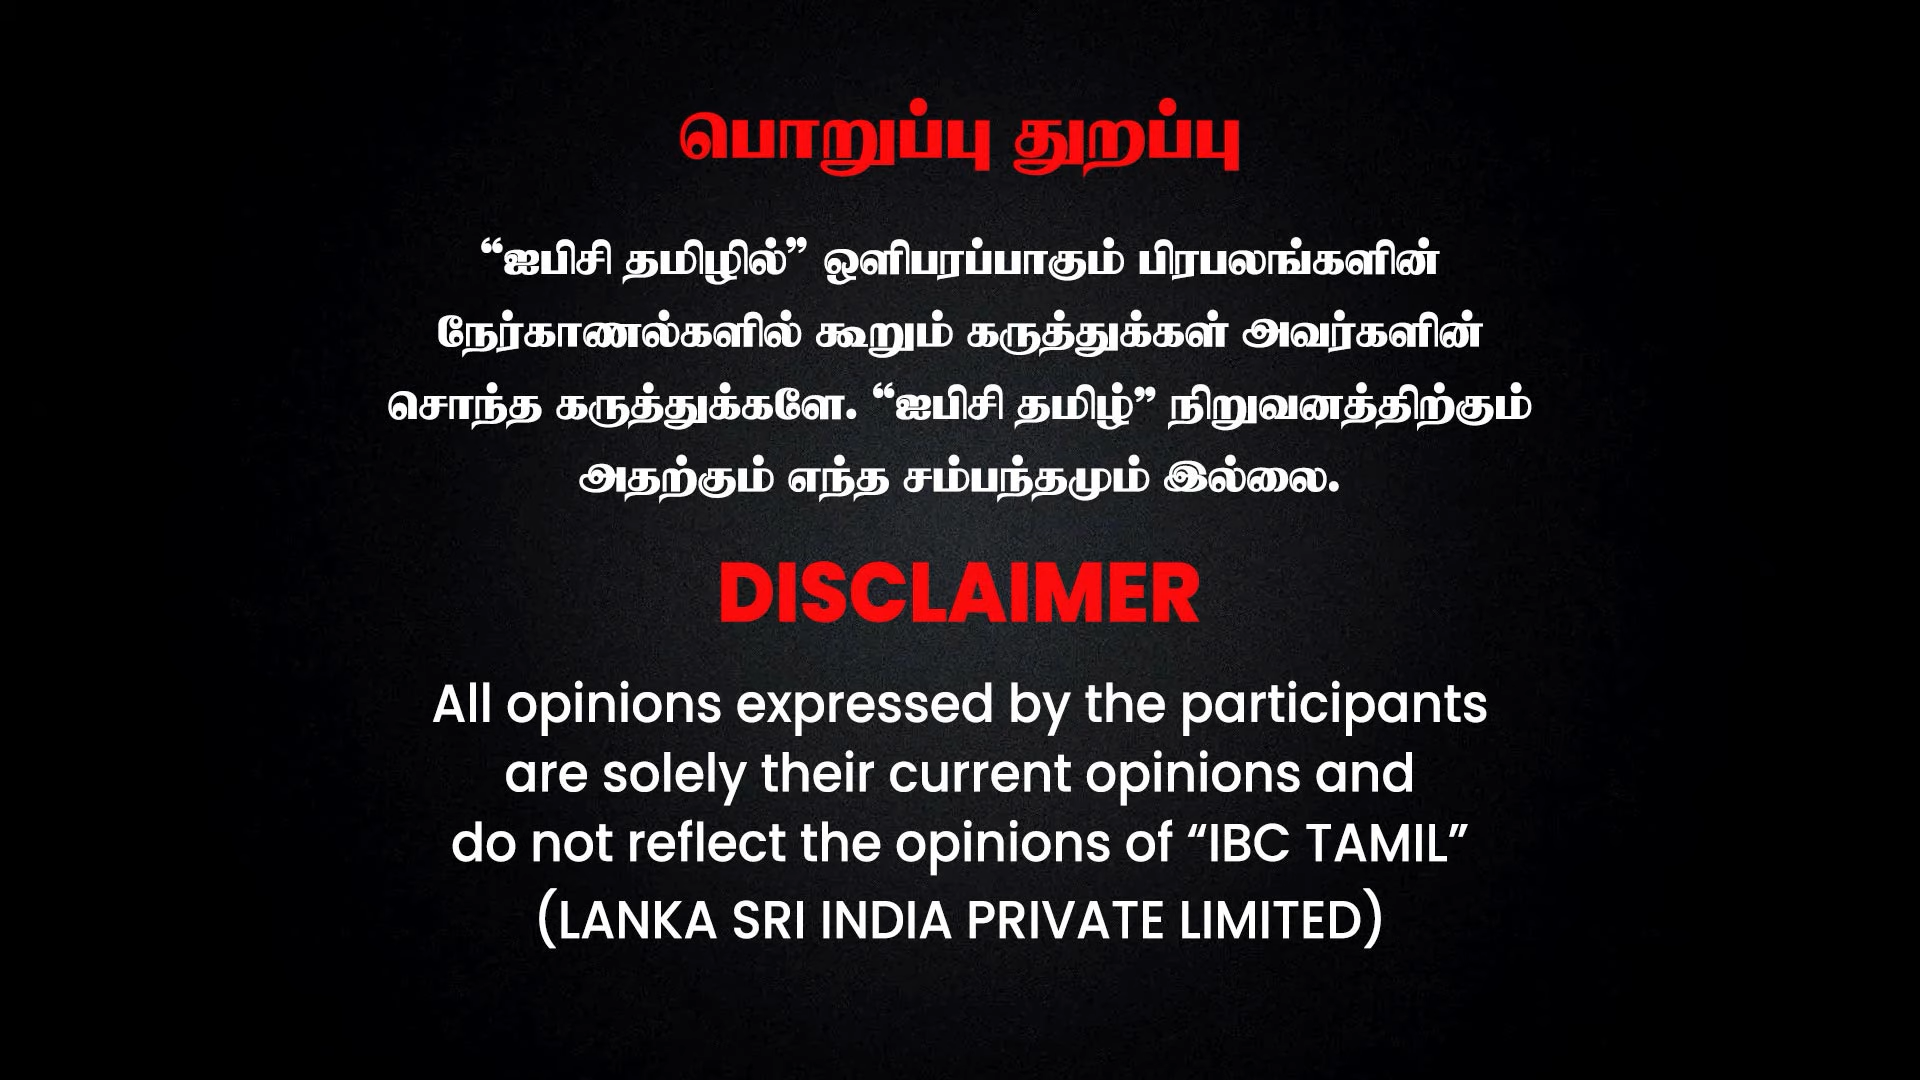 பொறுப்பு துறப்பு
“ஐபிசி தமிழில்” ஒளிபரப்பாகும் பிரபலங்களின்
நேர்காணல்களில் கூறும் கருத்துக்கள் அவர்களின்
சொந்த கருத்துக்களே. “ஐபிசி தமிழ்” நிறுவனத்திற்கும்
அதற்கும் எந்த சம்பந்தமும் இல்லை.
DISCLAIMER
All opinions expressed by the participants
are solely their current opinions and
do not reflect the opinions of “IBC TAMIL”
(LANKA SRI INDIA PRIVATE LIMITED)